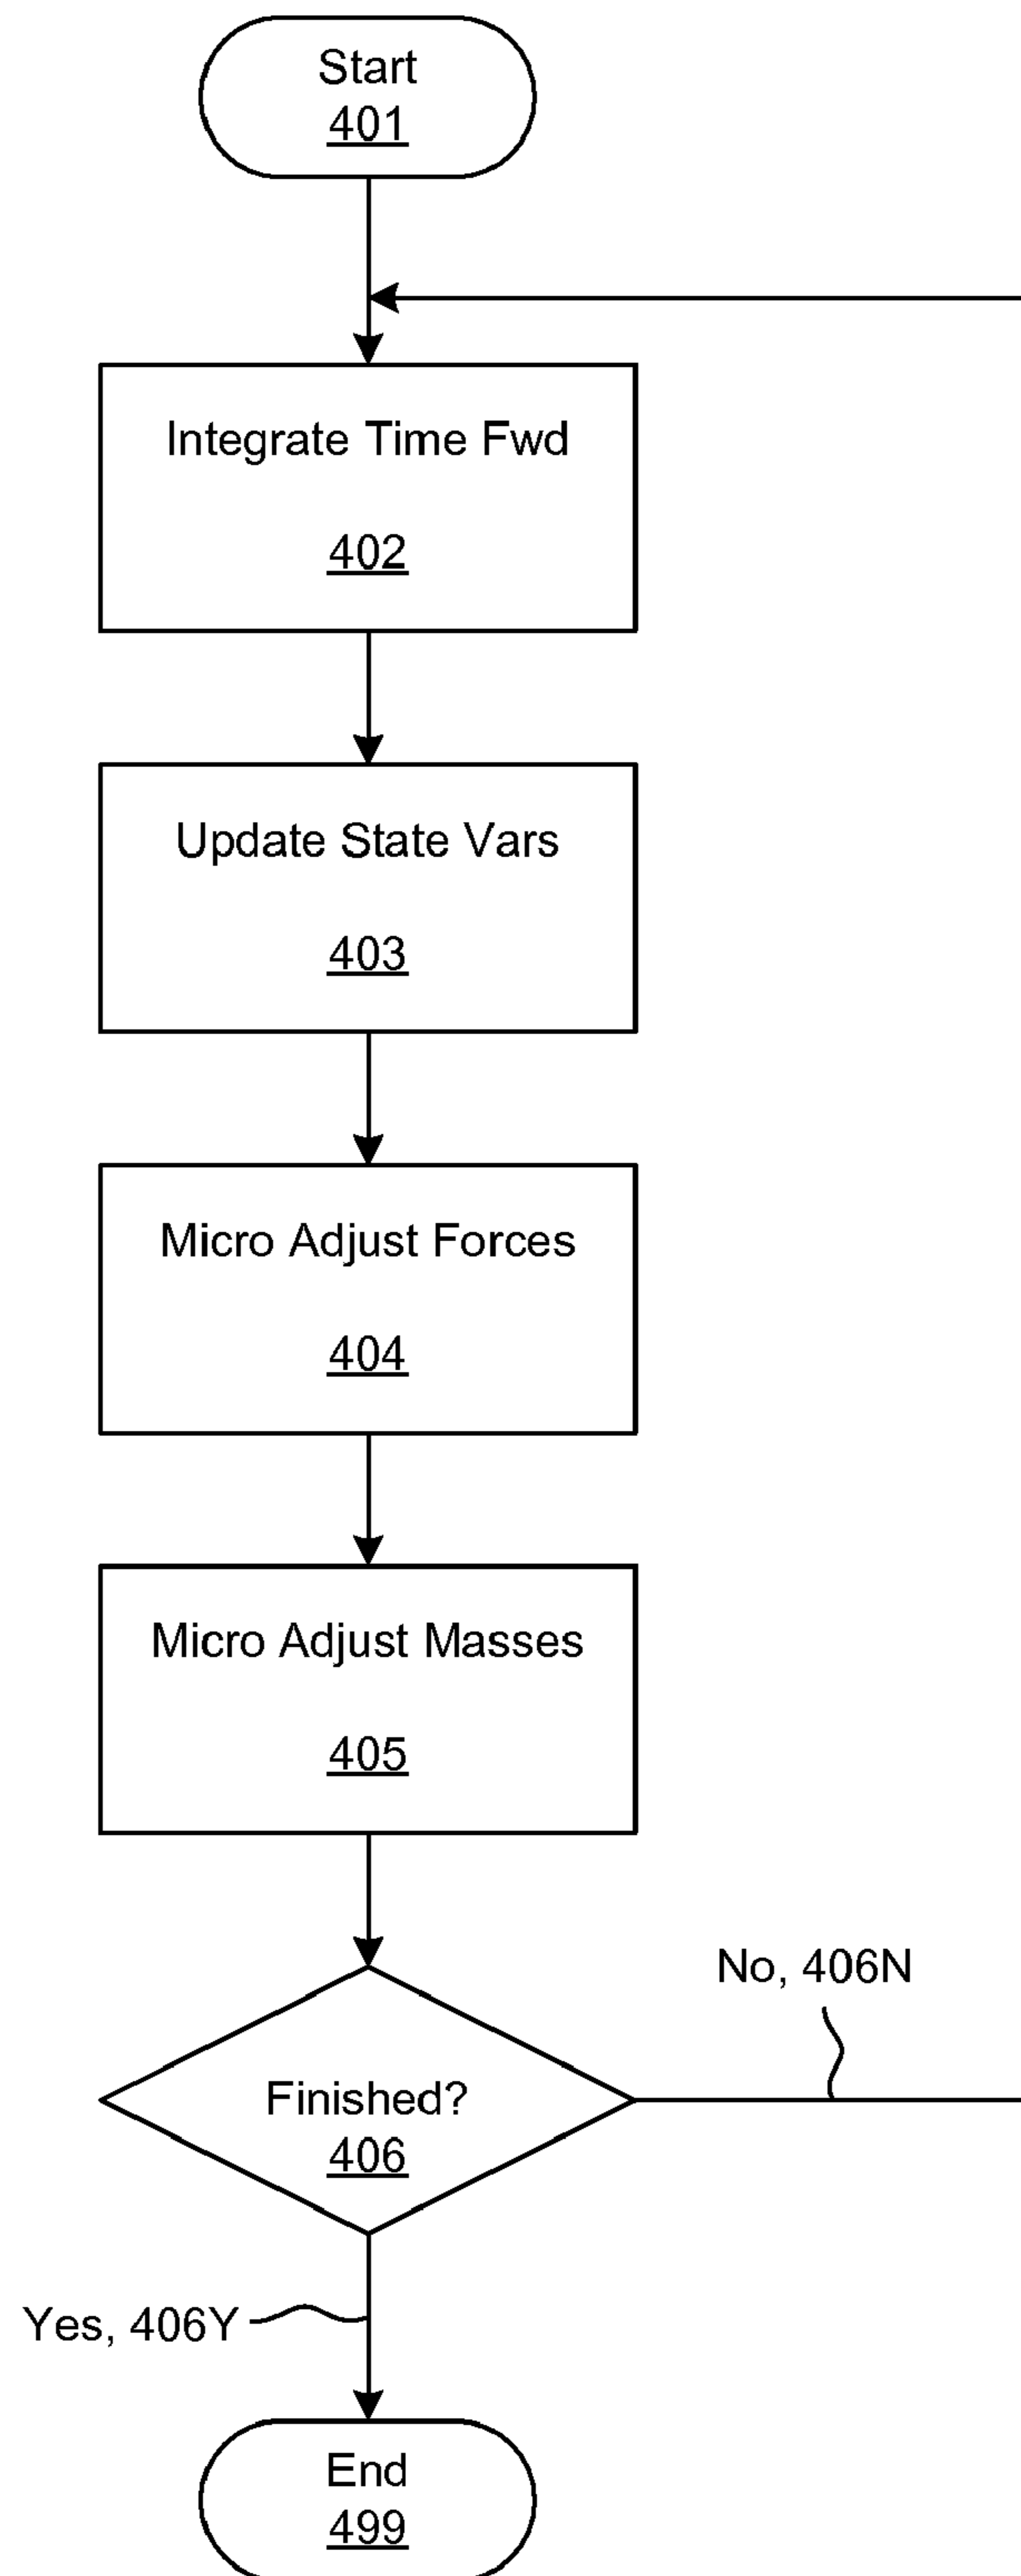 Start
401
Integrate Time Fwd
402
Update State Vars
403
Micro Adjust Forces
404
Micro Adjust Masses
405
No, 406N
Finished?
406
Yes, 406Y
End
499